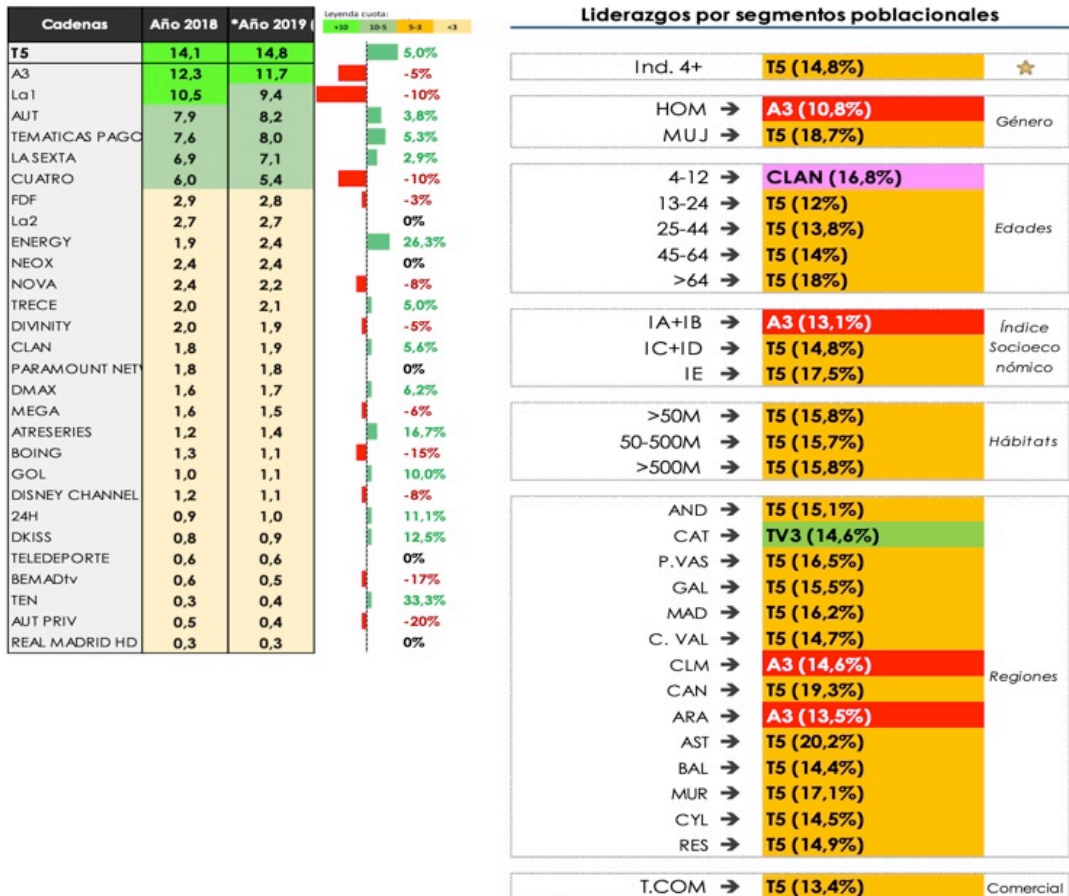 Cadenas Año 2018 *Año 2019 (
Leyenda cuota:
+10 10-5 5-3 <3
T5 14,1 14,8 5,0%
A3 12,3 11,7 -5%
La1 10,5 9,4 -10%
AUT 7,9 8,2 3,8%
TEMATICAS PAGO 7,6 8,0 5,3%
LA SEXTA 6,9 7,1 2,9%
CUATRO 6,0 5,4 -10%
FDF 2,9 2,8 -3%
La2 2,7 2,7 0%
ENERGY 1,9 2,4 26,3%
NEOX 2,4 2,4 0%
NOVA 2,4 2,2 -8%
TRECE 2,0 2,1 5,0%
DIVINITY 2,0 1,9 -5%
CLAN 1,8 1,9 5,6%
PARAMOUNT NET 1,8 1,8 0%
DMAX 1,6 1,7 6,2%
MEGA 1,6 1,5 -6%
ATRESERIES 1,2 1,4 16,7%
BOING 1,3 1,1 -15%
GOL 1,0 1,1 10,0%
DISNEY CHANNEL 1,2 1,1 -8%
24H 0,9 1,0 11,1%
DKISS 0,8 0,9 12,5%
TELEDEPORTE 0,6 0,6 0%
BEMADtv 0,6 0,5 -17%
TEN 0,3 0,4 33,3%
AUT PRIV 0,5 0,4 -20%
REAL MADRID HD 0,3 0,3 0%
Liderazgos por segmentos poblacionales
Ind. 4+ T5 (14,8%)
HOM → A3 (10,8%)
MUJ → T5 (18,7%)
Género
4-12 → CLAN (16,8%)
13-24 → T5 (12%)
25-44 → T5 (13,8%)
45-64 → T5 (14%)
>64 → T5 (18%)
Edades
IA+IB → A3 (13,1%)
IC+ID → T5 (14,8%)
IE → T5 (17,5%)
Índice
Socioeco
nómico
>50M → T5 (15,8%)
50-500M → T5 (15,7%)
>500M → T5 (15,8%)
Hábitats
AND → T5 (15,1%)
CAT → TV3 (14,6%)
P.VAS → T5 (16,5%)
GAL → T5 (15,5%)
MAD → T5 (16,2%)
C. VAL → T5 (14,7%)
CLM → A3 (14,6%)
CAN → T5 (19,3%)
ARA → A3 (13,5%)
AST → T5 (20,2%)
BAL → T5 (14,4%)
MUR → T5 (17,1%)
CYL → T5 (14,5%)
RES → T5 (14,9%)
Regiones
T.COM → T5 (13,4%) Comercial